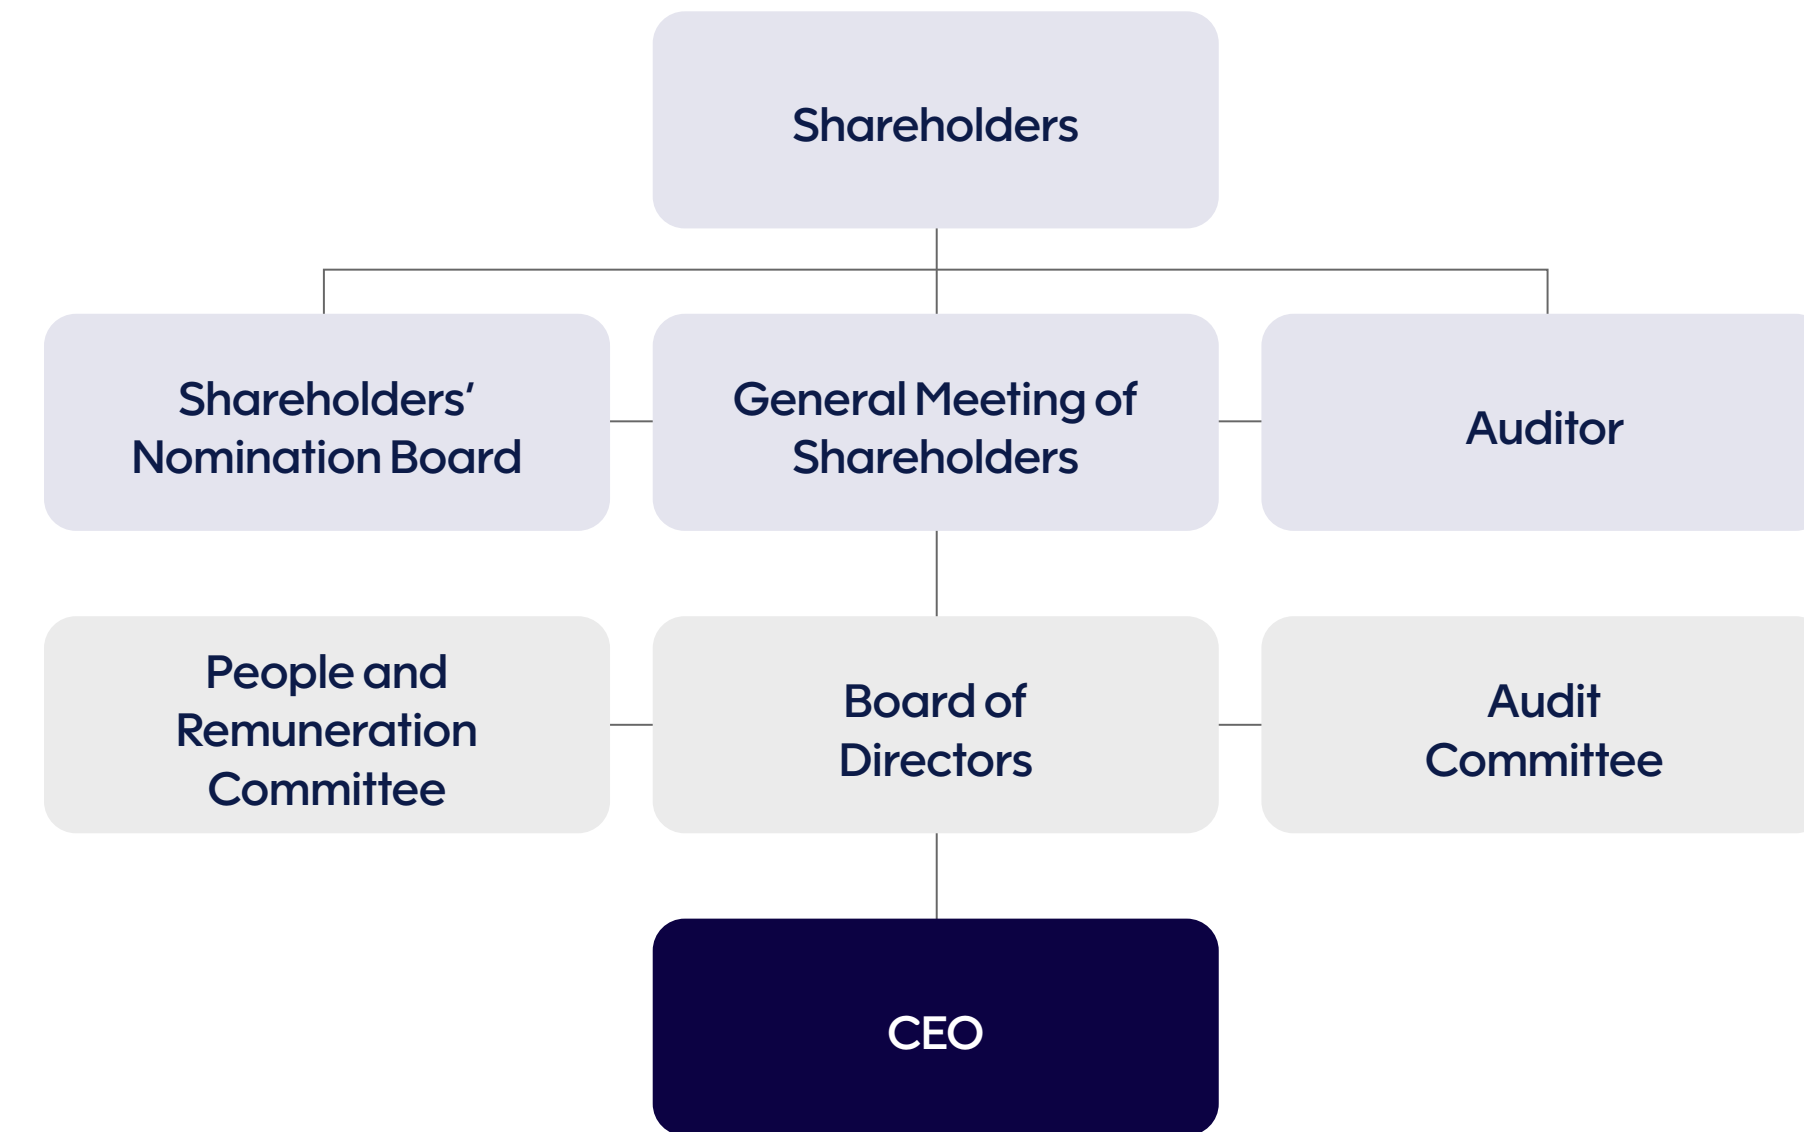 Shareholders
Shareholders’
Nomination Board
General Meeting of
Shareholders
Auditor
People and
Remuneration
Committee
Board of
Directors
Audit
Committee
CEO